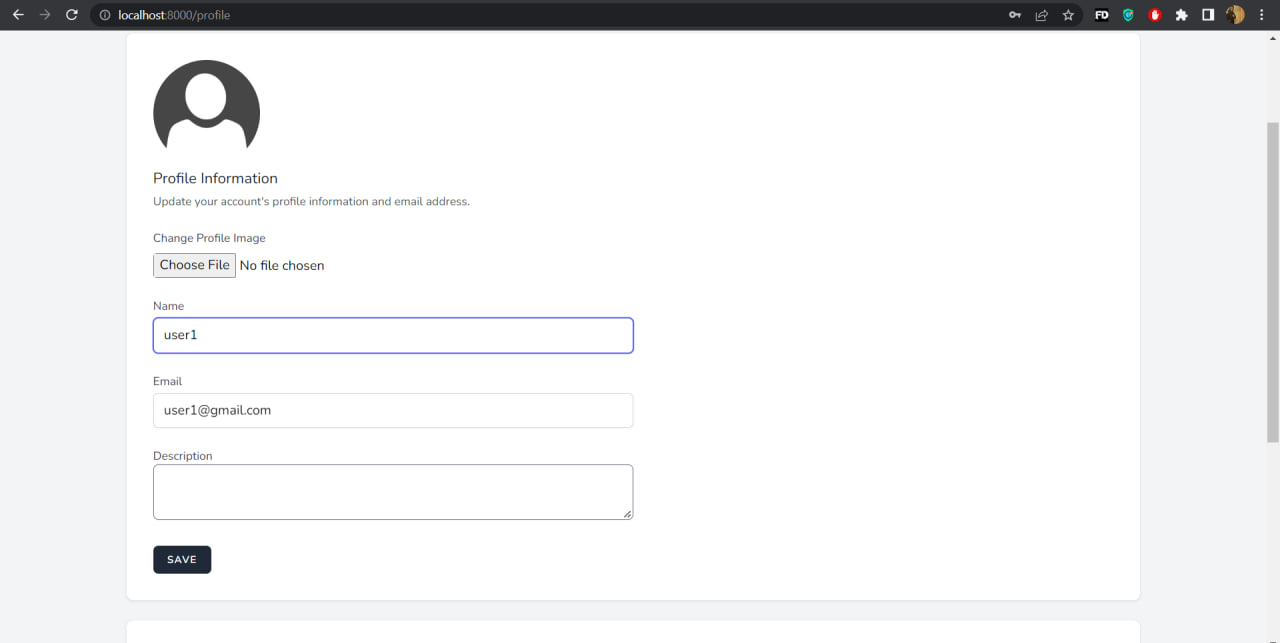 localhost:8000/profile
FD
Profile Information
Update your account's profile information and email address.
Change Profile Image
Choose File No file chosen
Name
user1
Email
user1@gmail.com
Description
SAVE